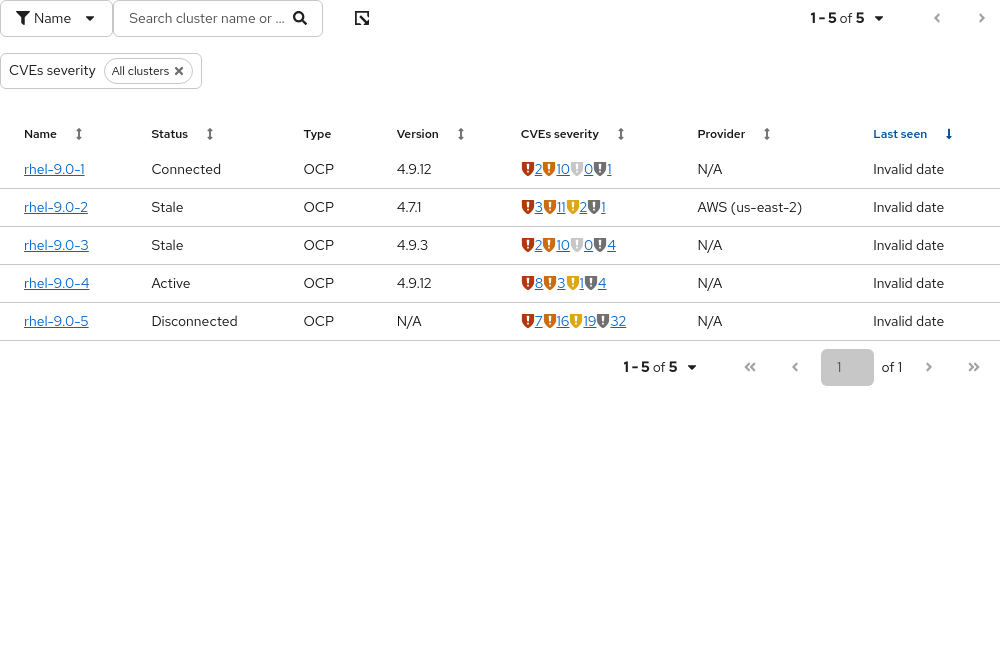 Name Search cluster name or ... 1 - 5 of 5
CVEs severity All clusters
Name Status Type Version CVEs severity Provider Last seen
rhel-9.0-1 Connected OCP 4.9.12 2 10 0 1 N/A Invalid date
rhel-9.0-2 Stale OCP 4.7.1 3 11 2 1 AWS (us-east-2) Invalid date
rhel-9.0-3 Stale OCP 4.9.3 2 10 0 4 N/A Invalid date
rhel-9.0-4 Active OCP 4.9.12 8 3 1 4 N/A Invalid date
rhel-9.0-5 Disconnected OCP N/A 7 16 19 32 N/A Invalid date
1 - 5 of 5 1 of 1